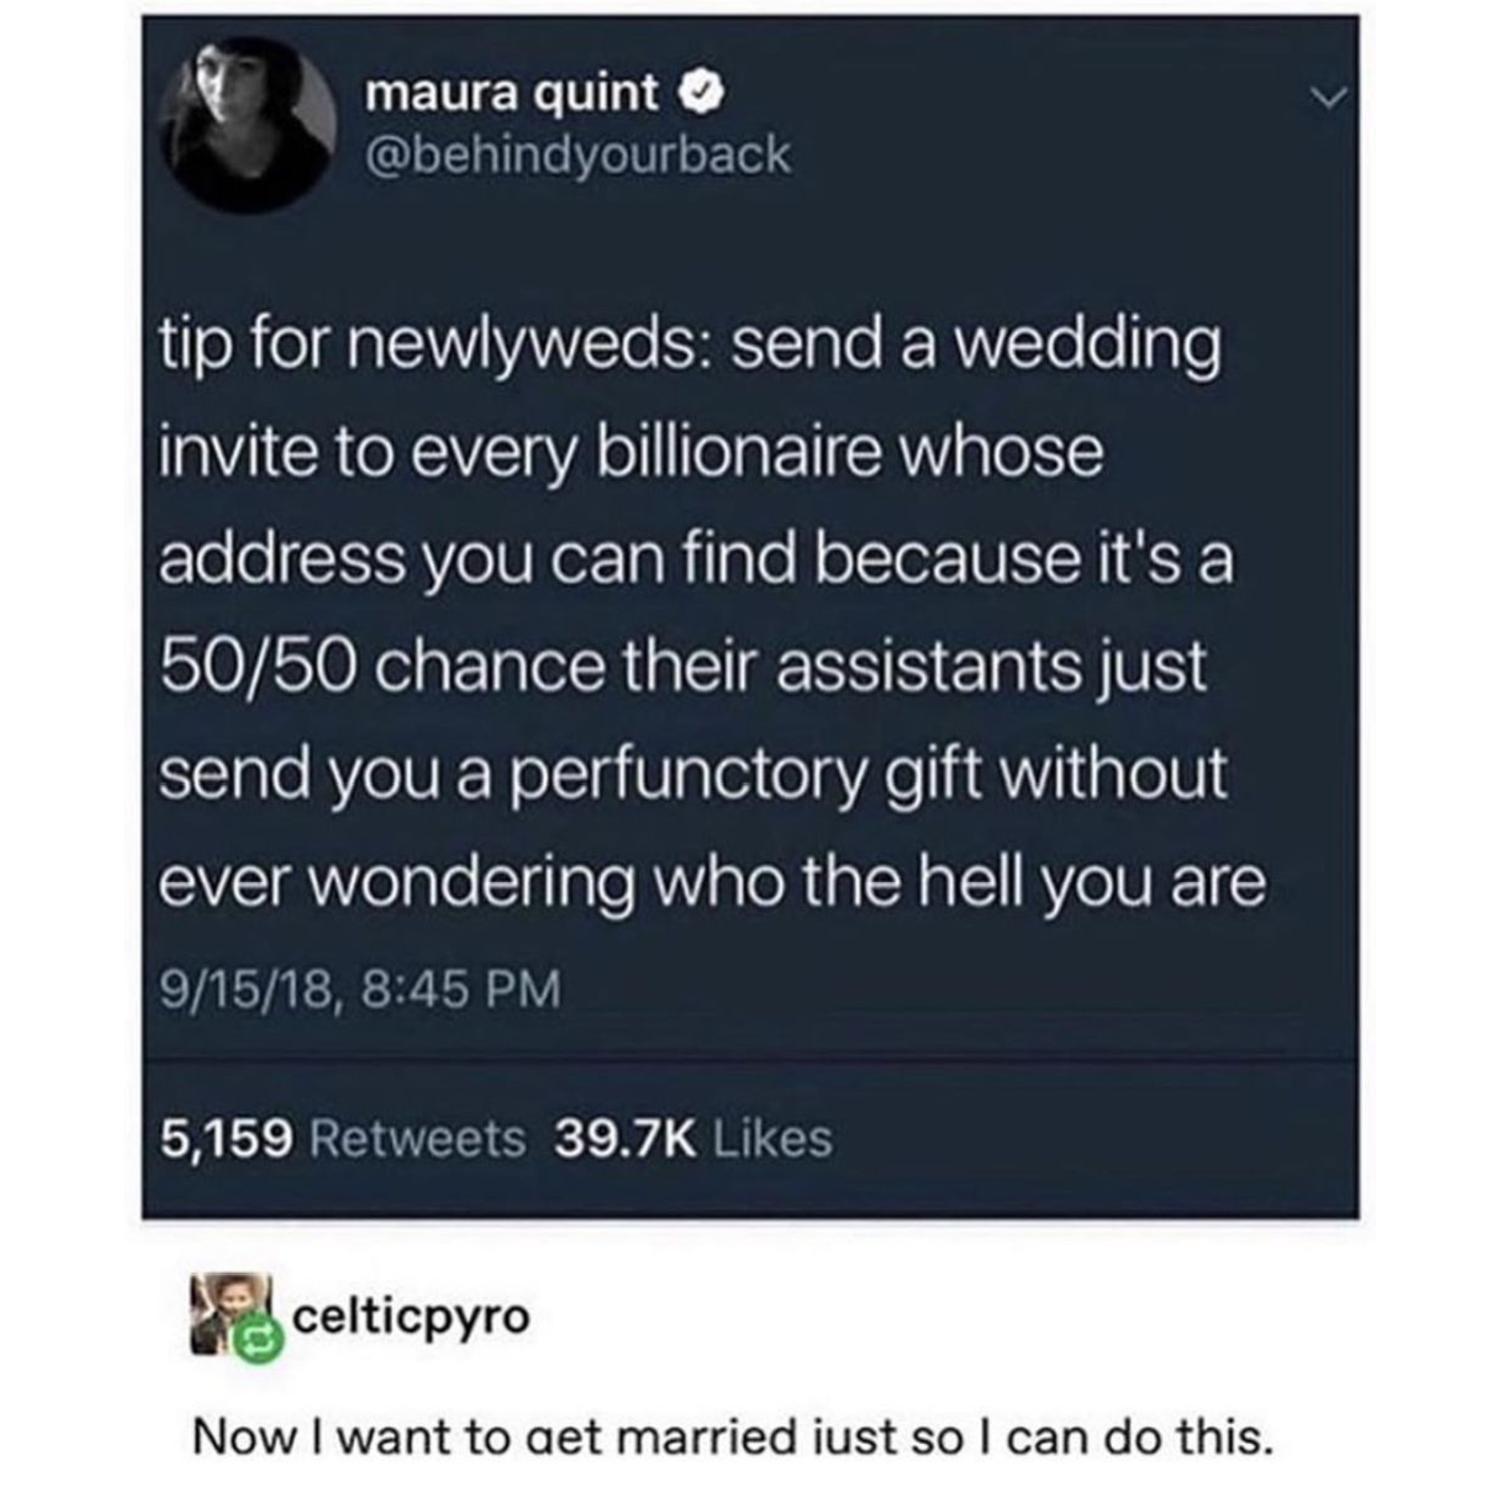 maura quint
@behindyourback
tip for newlyweds: send a wedding
invite to every billionaire whose
address you can find because it's a
50/50 chance their assistants just
send you a perfunctory gift without
ever wondering who the hell you are
9/15/18, 8:45 PM
5,159 Retweets 39.7K Likes
celticpyro
Now I want to get married just so I can do this.